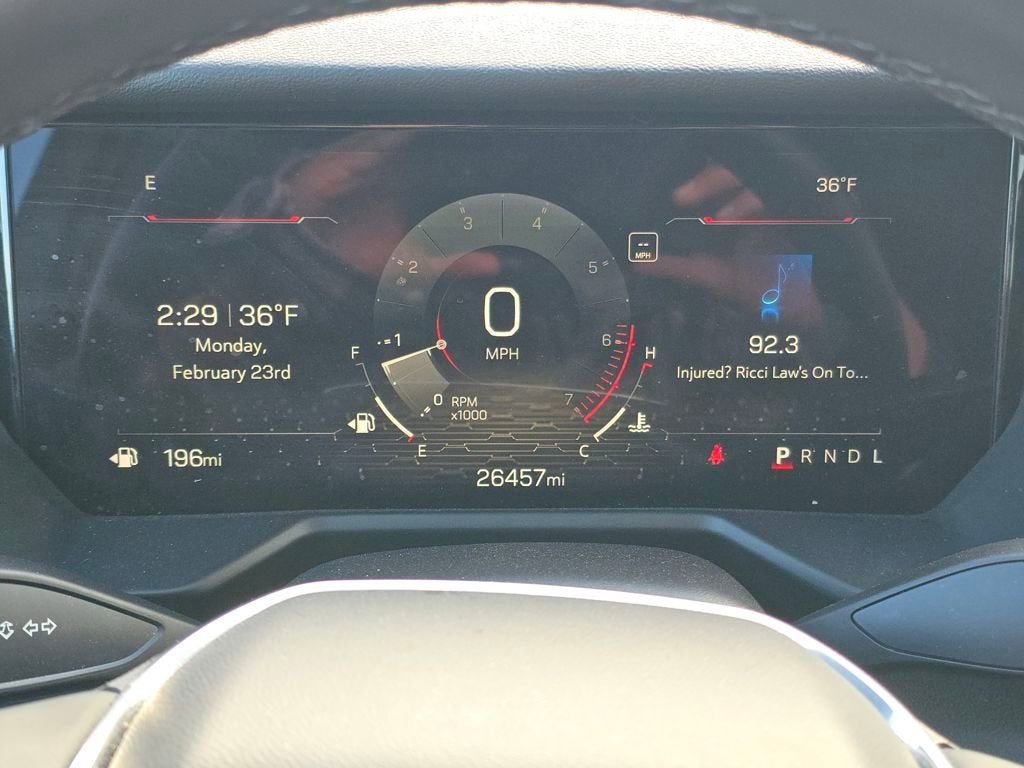 E
36°F
3 4
2 5
--
MPH
2:29 | 36°F
Monday,
February 23rd
0
MPH
92.3
Injured? Ricci Law's On To...
F
1
6
H
0
RPM
x1000
7
E
C
196mi
26457mi
P R N D L